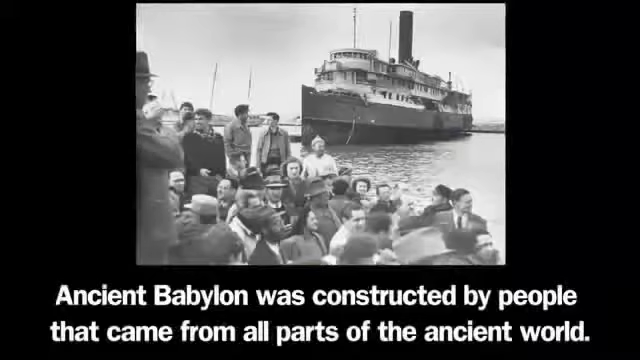 Ancient Babylon was constructed by people
that came from all parts of the ancient world.